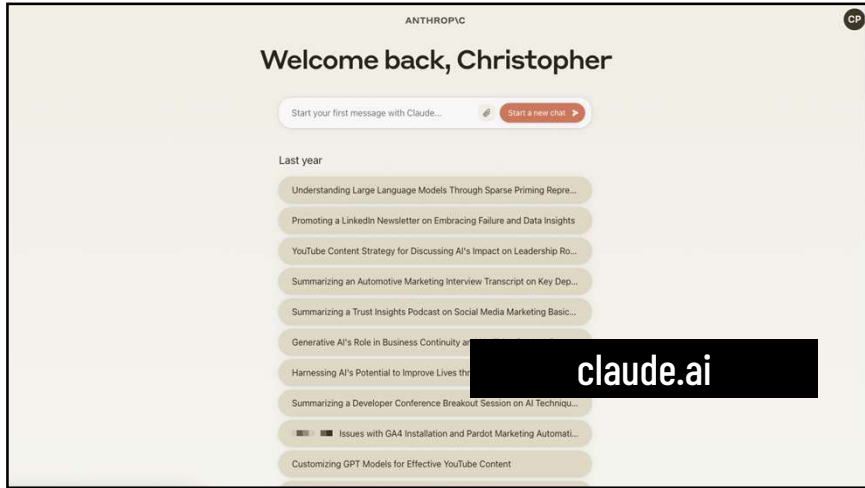 ANTHROP\C
CP
Welcome back, Christopher
Start your first message with Claude...
Start a new chat
Last year
Understanding Large Language Models Through Sparse Priming Repre...
Promoting a LinkedIn Newsletter on Embracing Failure and Data Insights
YouTube Content Strategy for Discussing AI's Impact on Leadership Ro...
Summarizing an Automotive Marketing Interview Transcript on Key Dep...
Summarizing a Trust Insights Podcast on Social Media Marketing Basic...
Generative AI's Role in Business Continuity
Harnessing AI's Potential to Improve Lives
claude.ai
Summarizing a Developer Conference Breakout Session on AI Techniqu...
Issues with GA4 Installation and Pardot Marketing Automati...
Customizing GPT Models for Effective YouTube Content